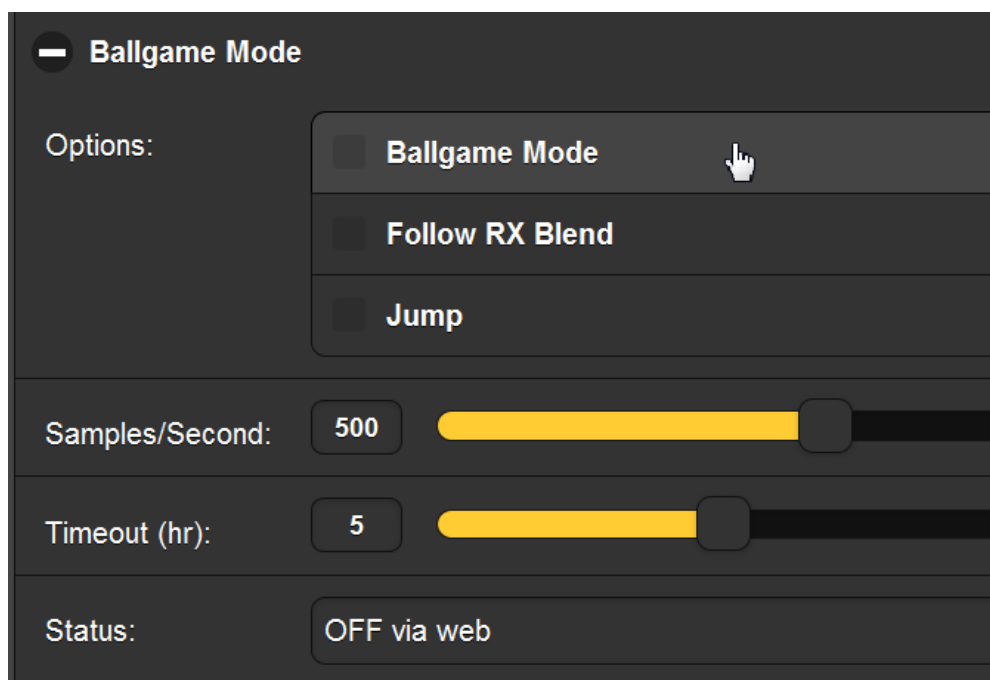 Ballgame Mode
Options:
Ballgame Mode
Follow RX Blend
Jump
Samples/Second: 500
Timeout (hr): 5
Status: OFF via web